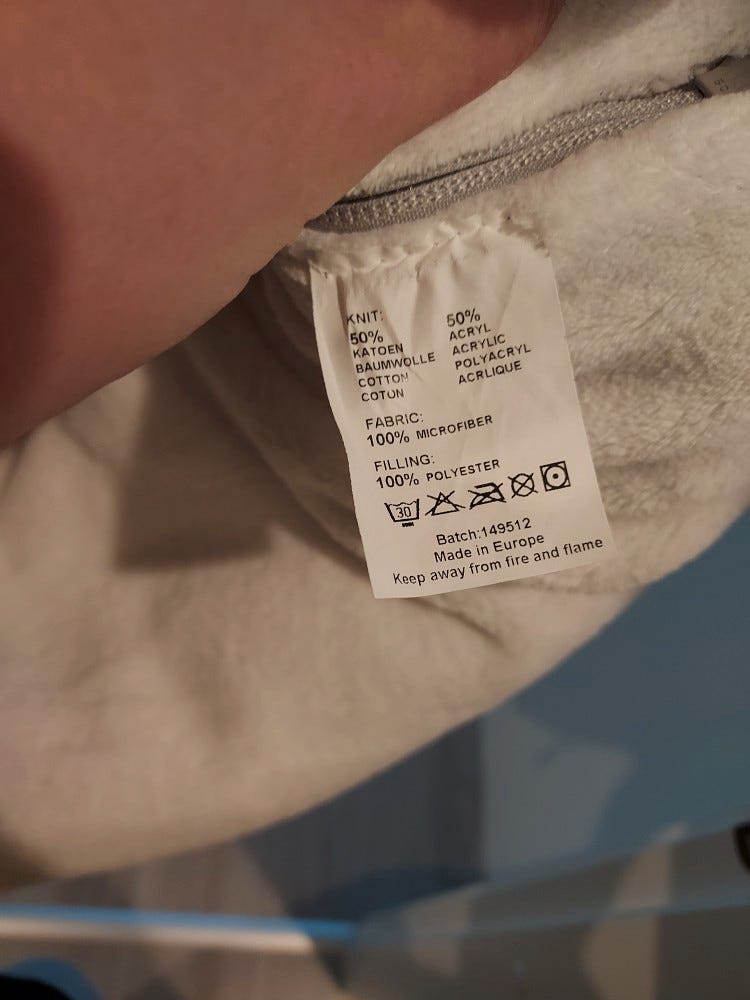 KNIT:
50%
KATOEN
BAUMWOLLE
COTTON
COTON
50%
ACRYL
ACRYLIC
POLYACRYL
ACRLIQUE
FABRIC:
100% MICROFIBER
FILLING:
100% POLYESTER
30
Batch:149512
Made in Europe
Keep away from fire and flame